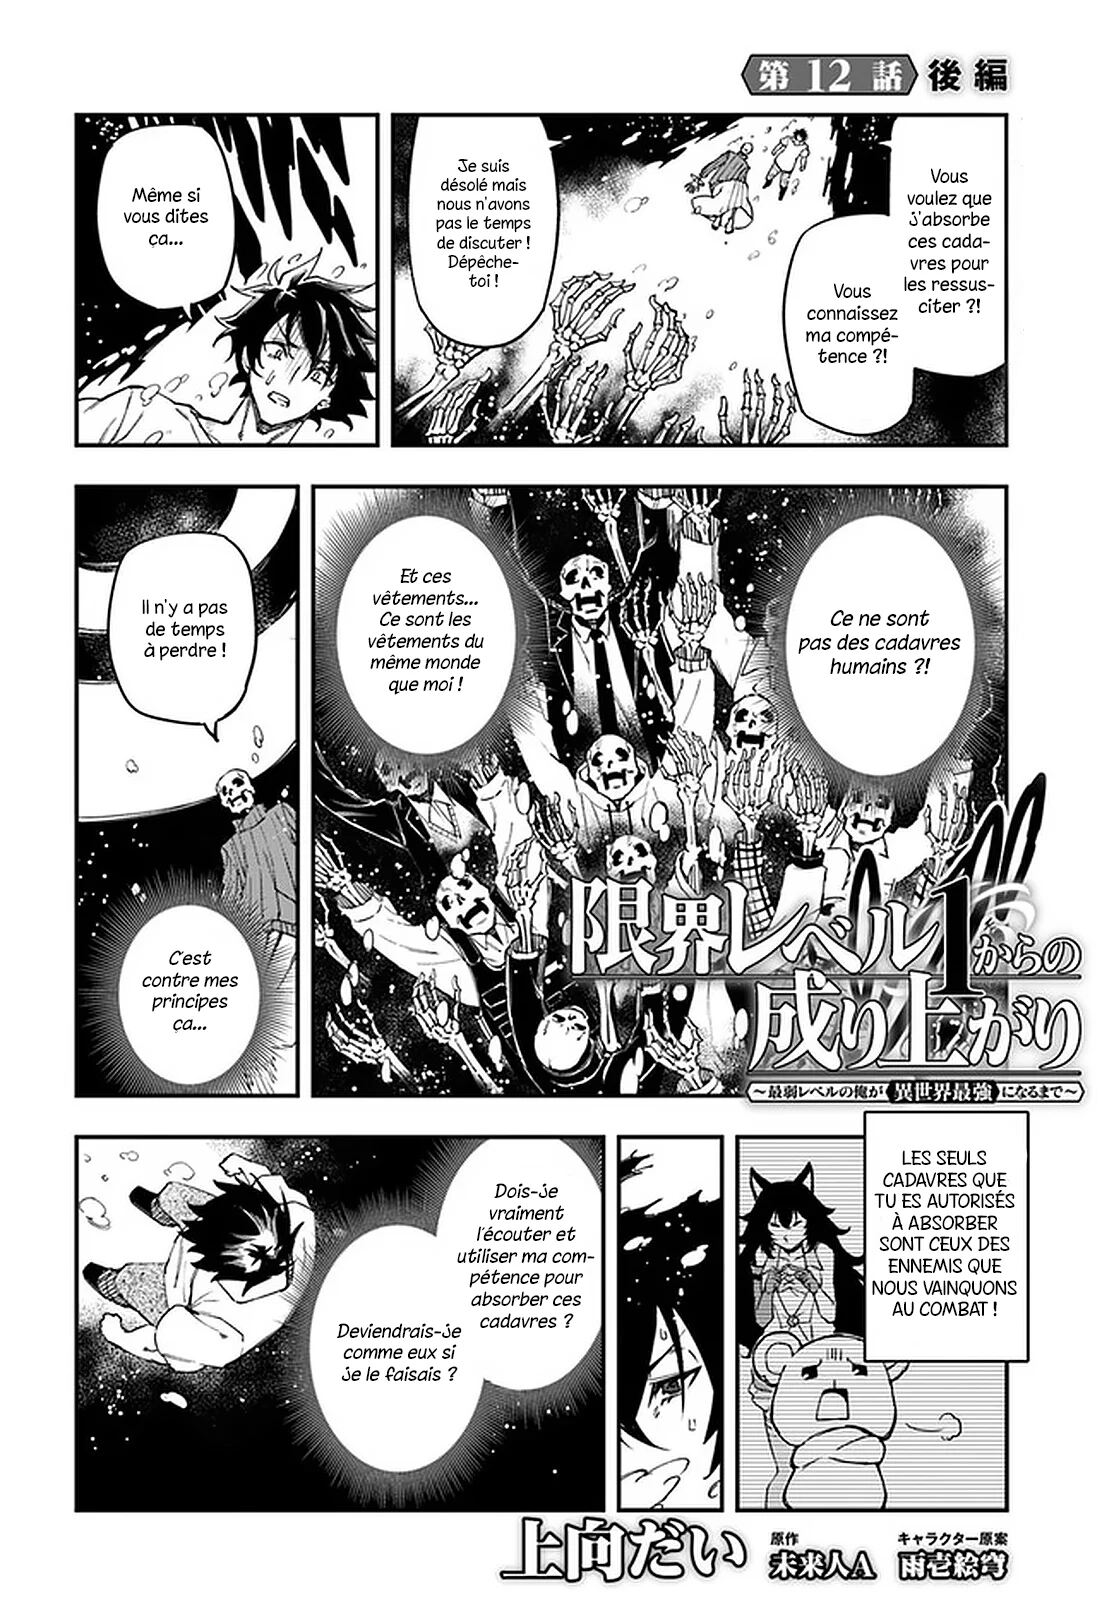 第12話 後編
Vous
voulez que
j'absorbe
ces cada-
vres pour
les ressus-
citer ?!
Vous
connaissez
ma compé-
tence ?!
Je suis
désolé mais
nous n'avons
pas le temps
de discuter !
Dépêche-
toi !
Même si
vous dites
ça...
Ce ne sont
pas des cadavres
humains ?!
Et ces
vêtements...
Ce sont les
vêtements du
même monde
que moi !
Il n'y a pas
de temps
à perdre !
C'est
contre mes
principes
ça...
限界レベル1からの
成り上がり
～最弱レベルの俺が異世界最強になるまで～
LES SEULS
CADAVRES QUE
TU ES AUTORISÉS
À ABSORBER
SONT CEUX DES
ENNEMIS QUE
NOUS VAINQUONS
AU COMBAT !
Dois-je
vraiment
l'écouter et
utiliser ma com-
pétence pour
absorber ces
cadavres ?
Deviendrais-je
comme eux si
je le faisais ?
上向だい
原作
未来人A
キャラクター原案
雨壱絵穹